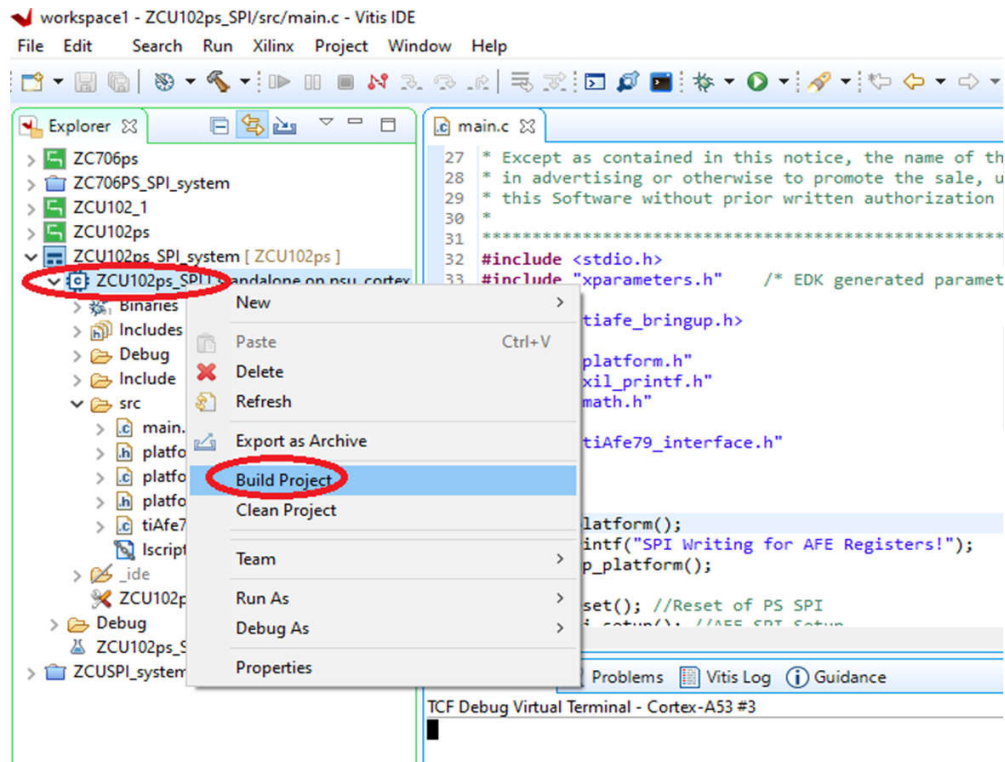 workspace1 - ZCU102ps_SPI/src/main.c - Vitis IDE
File Edit Search Run Xilinx Project Window Help
Explorer
ZC706ps
ZC706PS_SPI_system
ZCU102_1
ZCU102ps
ZCU102ps_SPI_system [ ZCU102ps ]
ZCU102ps_SPI standalone on psu_cortex
Binaries
Includes
Debug
Include
src
main.
platfo
platfo
platfo
tiAfe7
lscript
_ide
ZCU102p
Debug
ZCU102ps_S
ZCUSPI_system
New
Paste Ctrl+V
Delete
Refresh
Export as Archive
Build Project
Clean Project
Team
Run As
Debug As
Properties
main.c
27 * Except as contained in this notice, the name of th
28 * in advertising or otherwise to promote the sale, u
29 * this Software without prior written authorization
30 *
31 ******************************************************
32 #include <stdio.h>
33 #include "xparameters.h" /* EDK generated paramet
tiafe_bringup.h>
platform.h"
xil_printf.h"
math.h"
tiAfe79_interface.h"
latform();
intf("SPI Writing for AFE Registers!");
p_platform();
set(); //Reset of PS SPI
i_setup(); //AFE SPI Setup
Problems Vitis Log Guidance
TCF Debug Virtual Terminal - Cortex-A53 #3